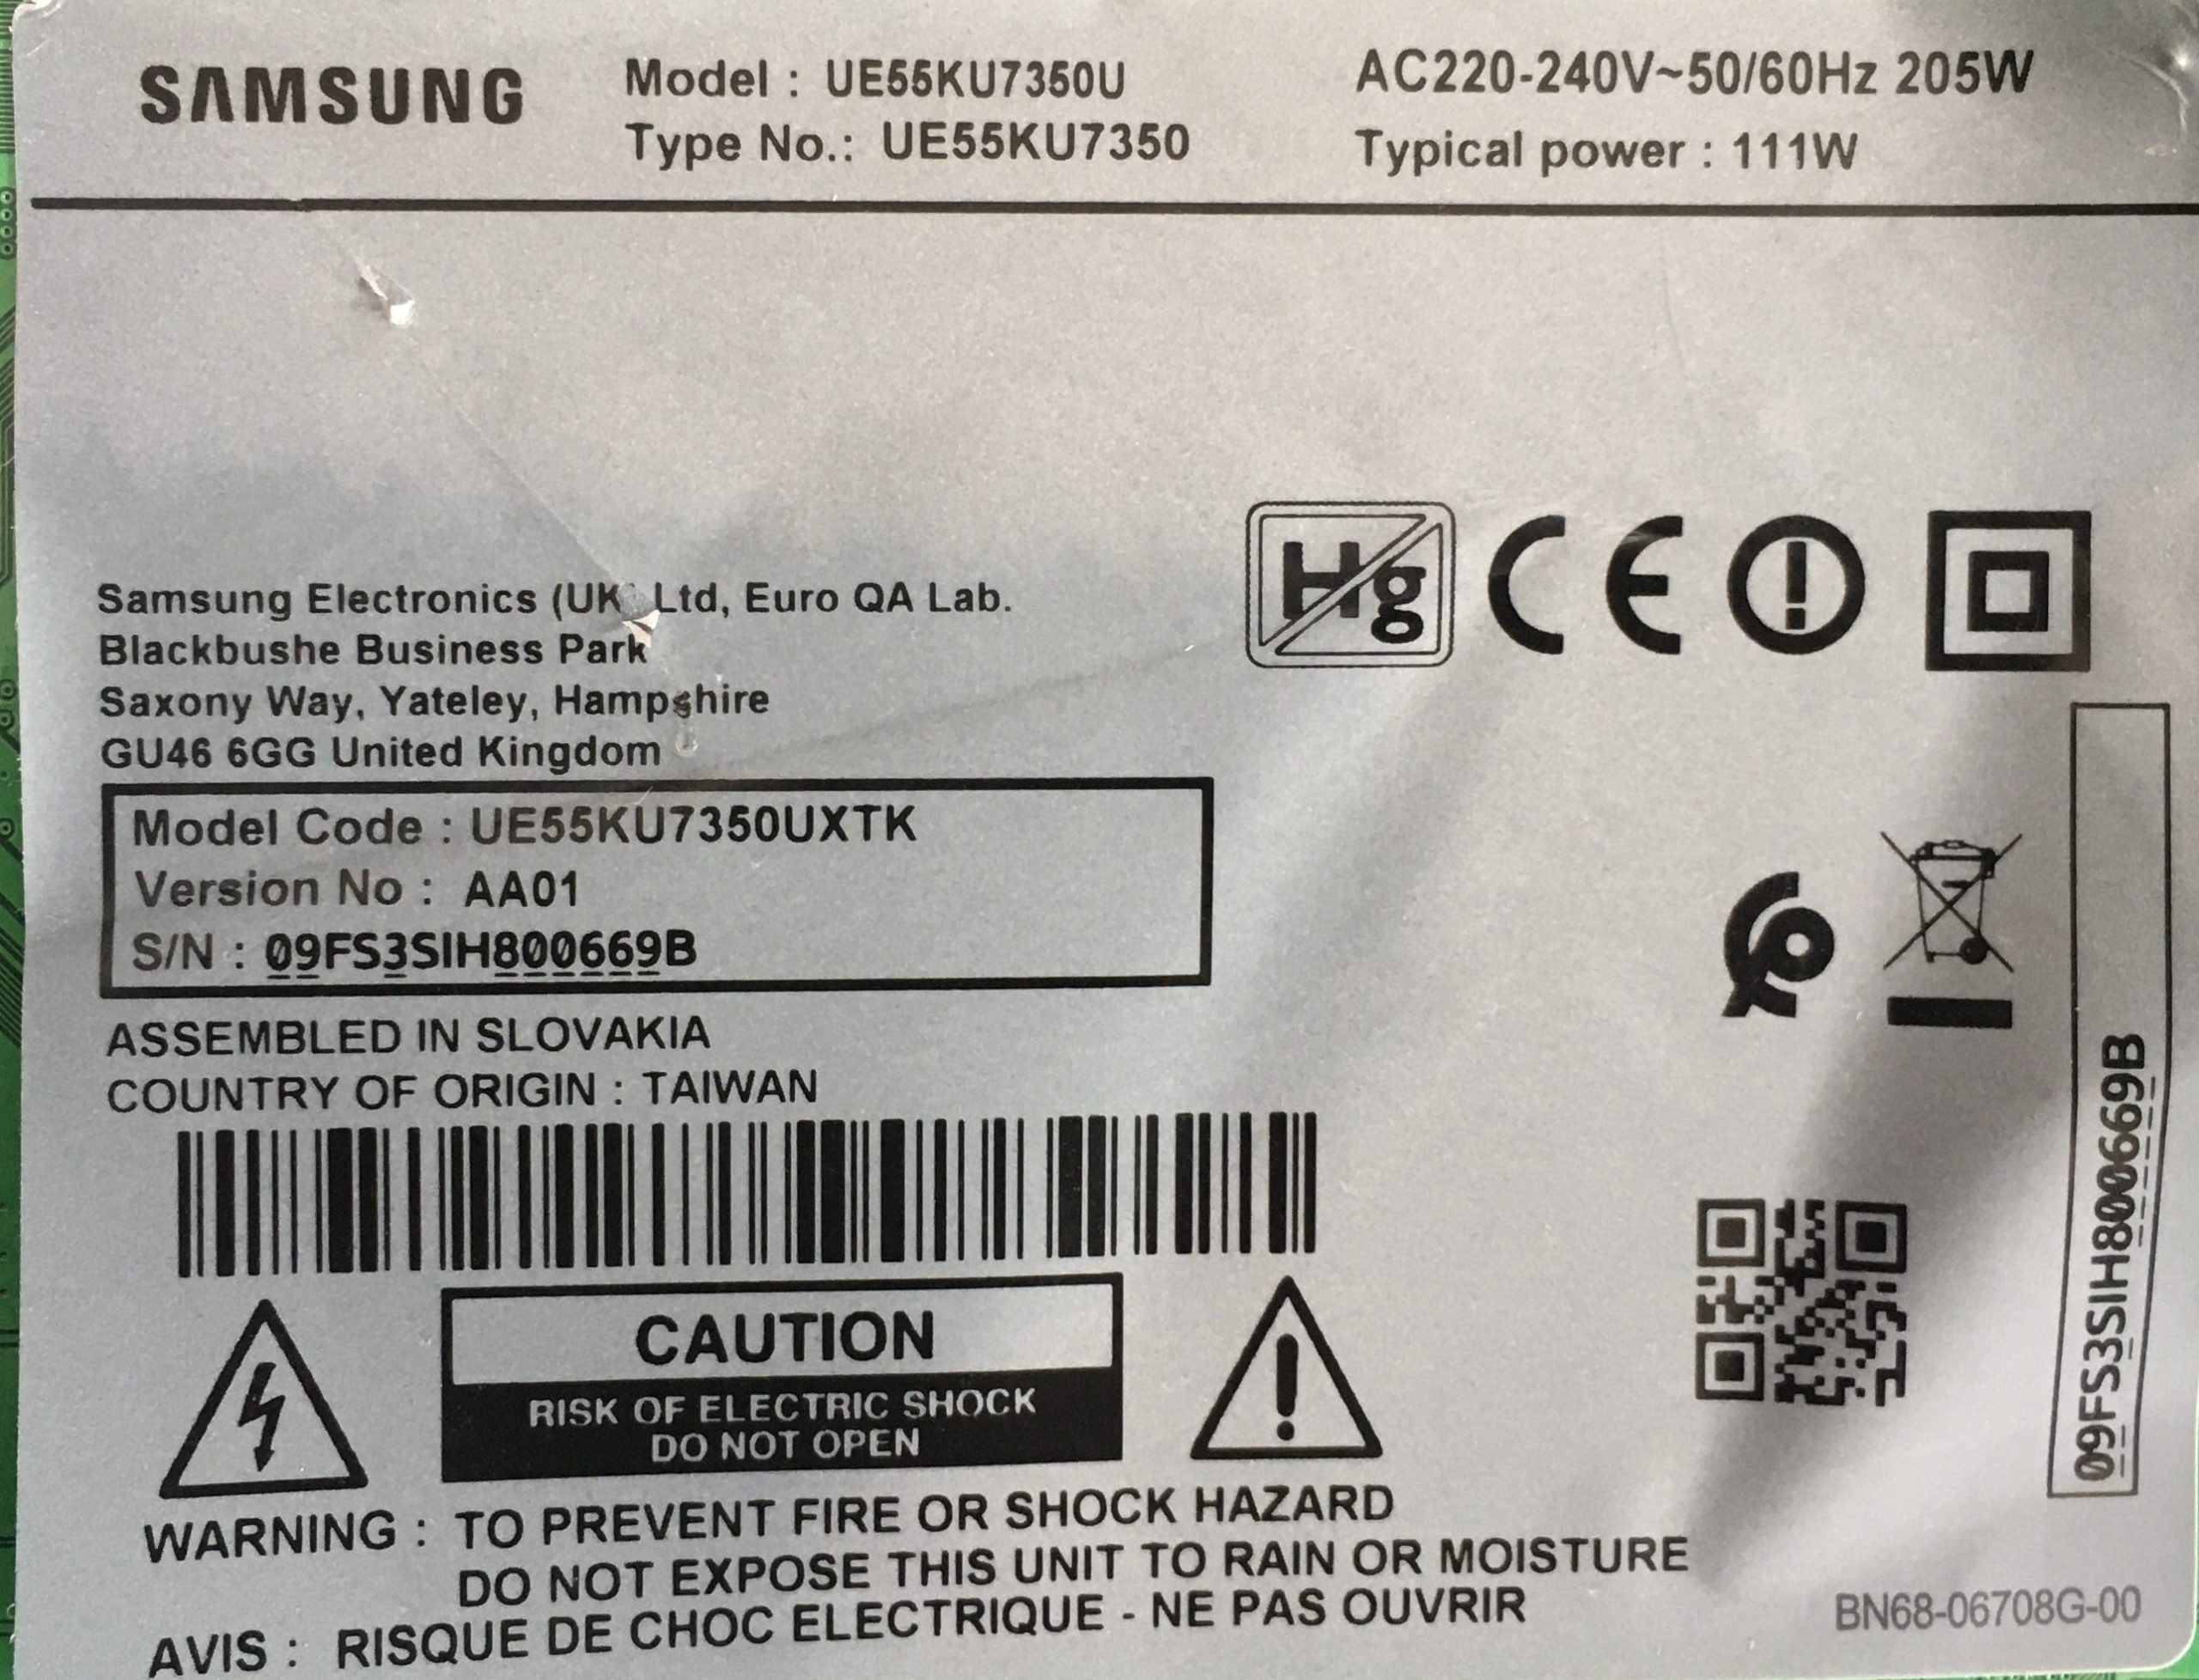 SAMSUNG
Model : UE55KU7350U
Type No.: UE55KU7350
AC220-240V~50/60Hz 205W
Typical power : 111W
Hg
CE
Samsung Electronics (UK) Ltd, Euro QA Lab.
Blackbushe Business Park
Saxony Way, Yateley, Hampshire
GU46 6GG United Kingdom
Model Code : UE55KU7350UXTK
Version No : AA01
S/N : 09FS3SIH800669B
ASSEMBLED IN SLOVAKIA
COUNTRY OF ORIGIN : TAIWAN
09FS3SIH800669B
CAUTION
RISK OF ELECTRIC SHOCK
DO NOT OPEN
WARNING : TO PREVENT FIRE OR SHOCK HAZARD
DO NOT EXPOSE THIS UNIT TO RAIN OR MOISTURE
AVIS : RISQUE DE CHOC ELECTRIQUE - NE PAS OUVRIR
BN68-06708G-00